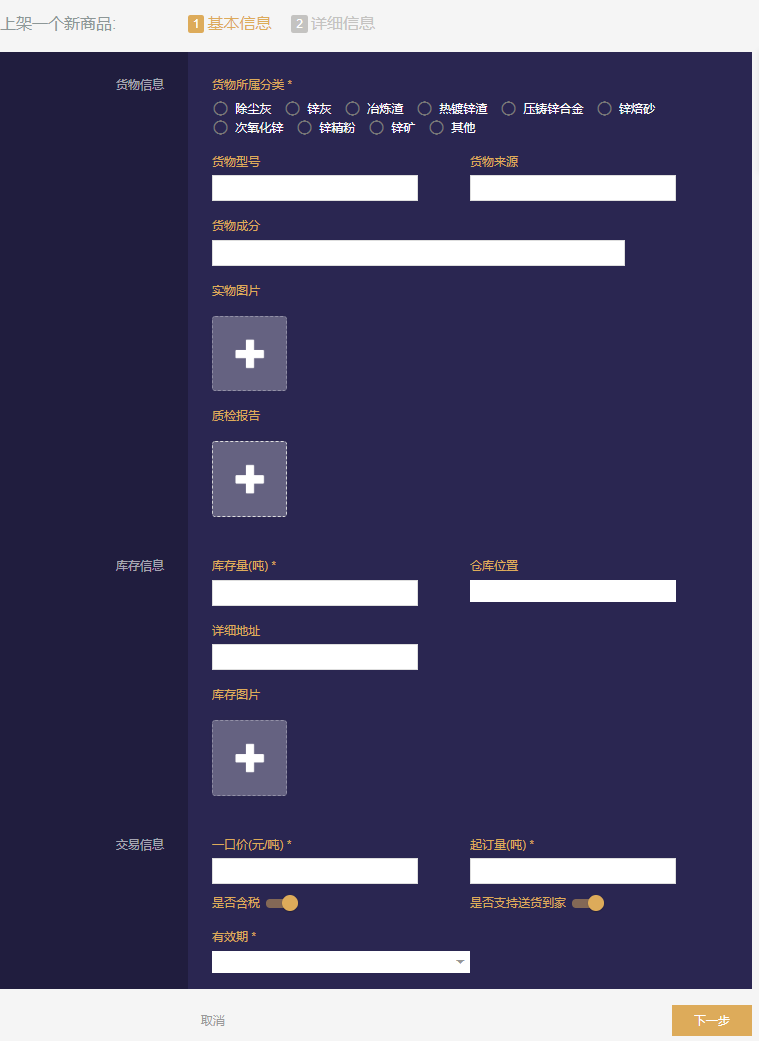 上架一个新商品: 1 基本信息 2 详细信息
货物信息 货物所属分类 *
除尘灰 锌灰 冶炼渣 热镀锌渣 压铸锌合金 锌焙砂
次氧化锌 锌精粉 锌矿 其他
货物型号 货物来源
货物成分
实物图片
质检报告
库存信息 库存量(吨) * 仓库位置
详细地址
库存图片
交易信息 一口价(元/吨) * 起订量(吨) *
是否含税 是否支持送货到家
有效期 *
取消 下一步